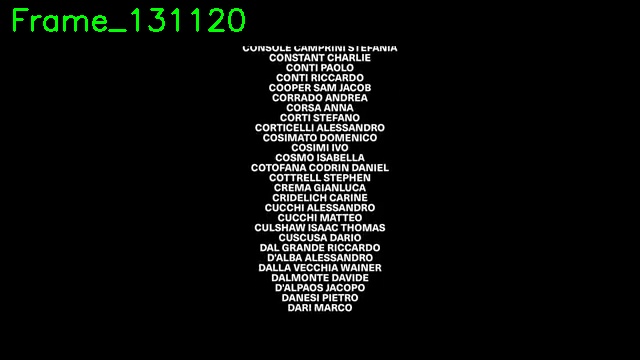 Frame_131120
CONSOLE CAMPRINI STEFANIA
CONSTANT CHARLIE
CONTI PAOLO
CONTI RICCARDO
COOPER SAM JACOB
CORRADO ANDREA
CORSA ANNA
CORTI STEFANO
CORTICELLI ALESSANDRO
COSIMATO DOMENICO
COSIMI IVO
COSMO ISABELLA
COTOFANA CODRIN DANIEL
COTTRELL STEPHEN
CREMA GIANLUCA
CRIDELICH CARINE
CUCCHI ALESSANDRO
CUCCHI MATTEO
CULSHAW ISAAC THOMAS
CUSCUSA DARIO
DAL GRANDE RICCARDO
D'ALBA ALESSANDRO
DALLA VECCHIA WAINER
DALMONTE DAVIDE
D'ALPAOS JACOPO
DANESI PIETRO
DARI MARCO